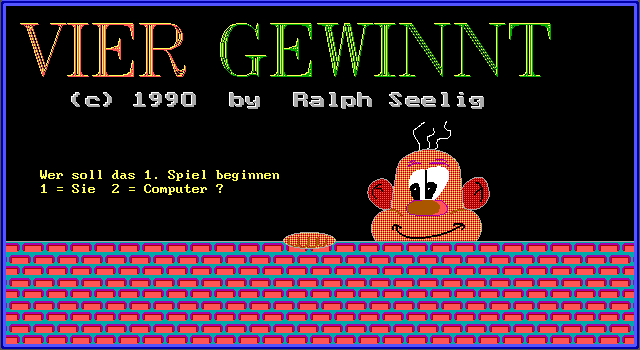 VIER GEWINNT
(c) 1990 by Ralph Seelig
Wer soll das 1. Spiel beginnen
1 = Sie 2 = Computer ?